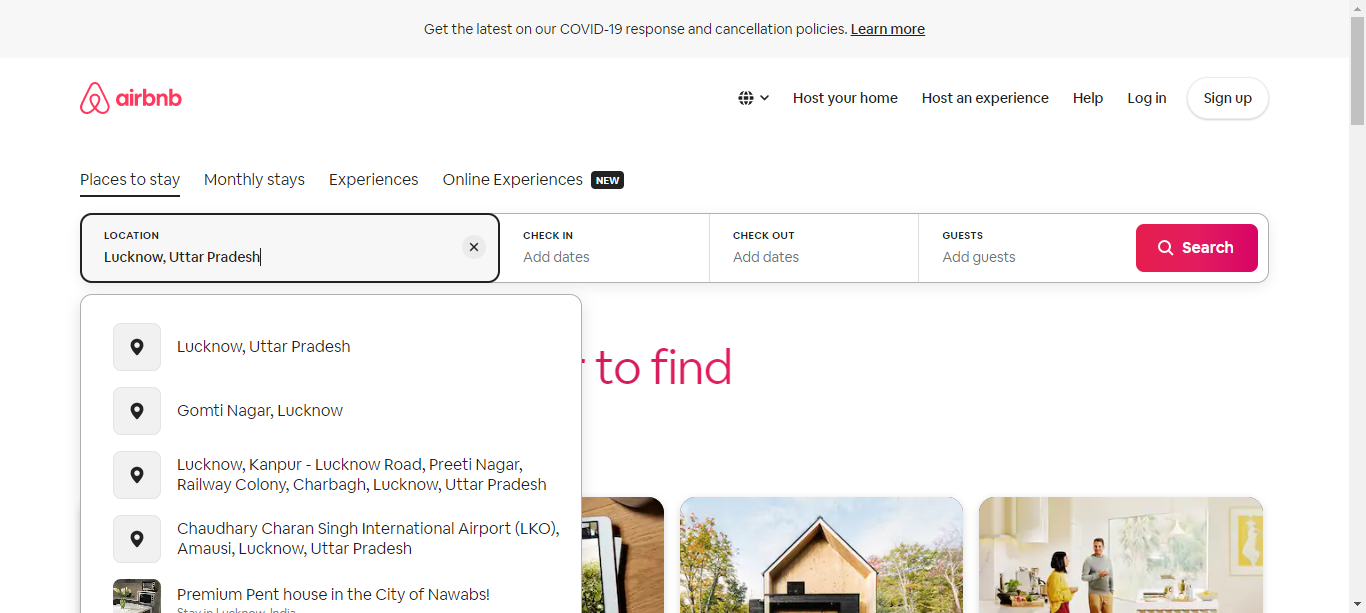 Get the latest on our COVID-19 response and cancellation policies. Learn more
airbnb
Host your home
Host an experience
Help
Log in
Sign up
Places to stay
Monthly stays
Experiences
Online Experiences
NEW
LOCATION
Lucknow, Uttar Pradesh
CHECK IN
Add dates
CHECK OUT
Add dates
GUESTS
Add guests
Search
to find
Lucknow, Uttar Pradesh
Gomti Nagar, Lucknow
Lucknow, Kanpur - Lucknow Road, Preeti Nagar,
Railway Colony, Charbagh, Lucknow, Uttar Pradesh
Chaudhary Charan Singh International Airport (LKO),
Amausi, Lucknow, Uttar Pradesh
Premium Pent house in the City of Nawabs!
Stay in Lucknow, India